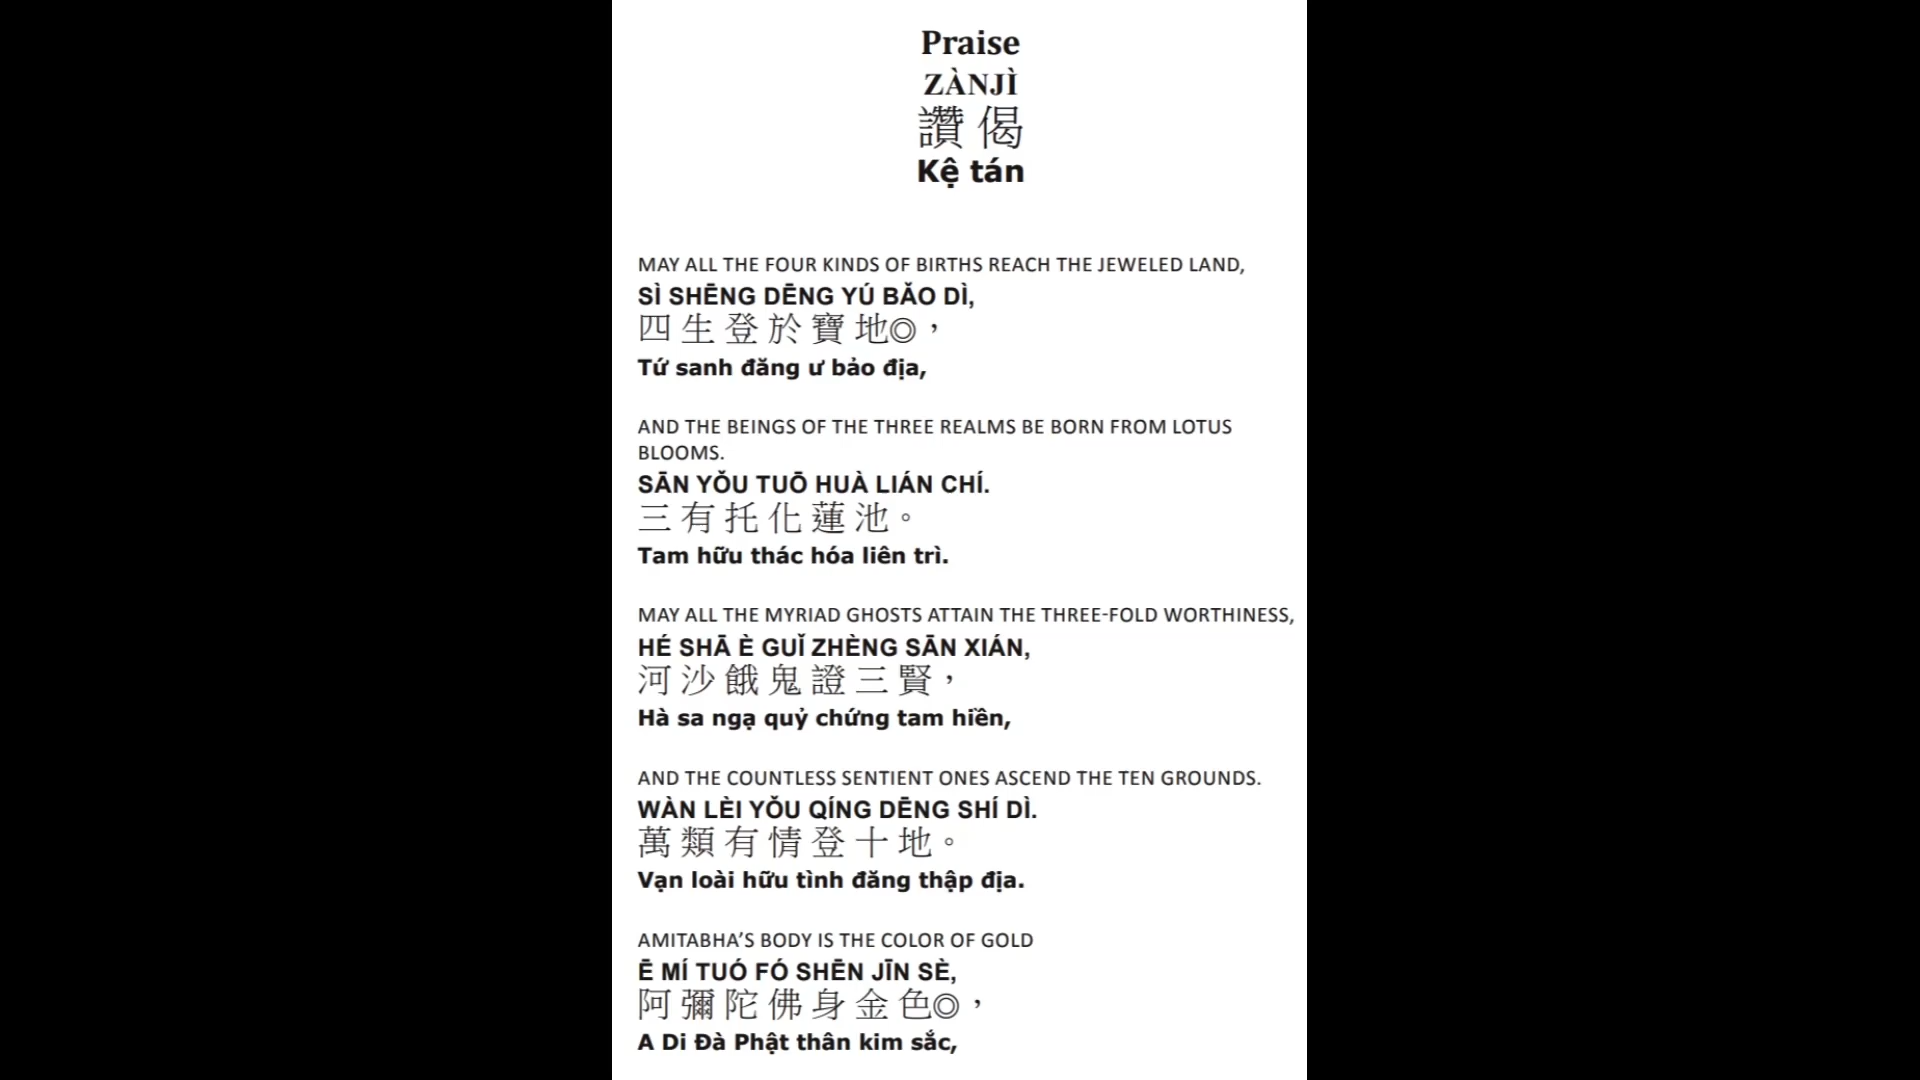 Praise
ZÀNJÌ
讚 偈
Kệ tán
MAY ALL THE FOUR KINDS OF BIRTHS REACH THE JEWELED LAND,
SÌ SHĒNG DĒNG YÚ BǍO DÌ,
四 生 登 於 寶 地◎，
Tứ sanh đăng ư bảo địa,
AND THE BEINGS OF THE THREE REALMS BE BORN FROM LOTUS
BLOOMS.
SĀN YǑU TUŌ HUÀ LIÁN CHÍ.
三 有 托 化 蓮 池。
Tam hữu thác hóa liên trì.
MAY ALL THE MYRIAD GHOSTS ATTAIN THE THREE-FOLD WORTHINESS,
HÉ SHĀ È GUǏ ZHÈNG SĀN XIÁN,
河 沙 餓 鬼 證 三 賢，
Hà sa ngạ quỷ chứng tam hiền,
AND THE COUNTLESS SENTIENT ONES ASCEND THE TEN GROUNDS.
WÀN LÈI YǑU QÍNG DĒNG SHÍ DÌ.
萬 類 有 情 登 十 地。
Vạn loài hữu tình đăng thập địa.
AMITABHA’S BODY IS THE COLOR OF GOLD
Ē MÍ TUÓ FÓ SHĒN JĪN SÈ,
阿 彌 陀 佛 身 金 色◎，
A Di Đà Phật thân kim sắc,